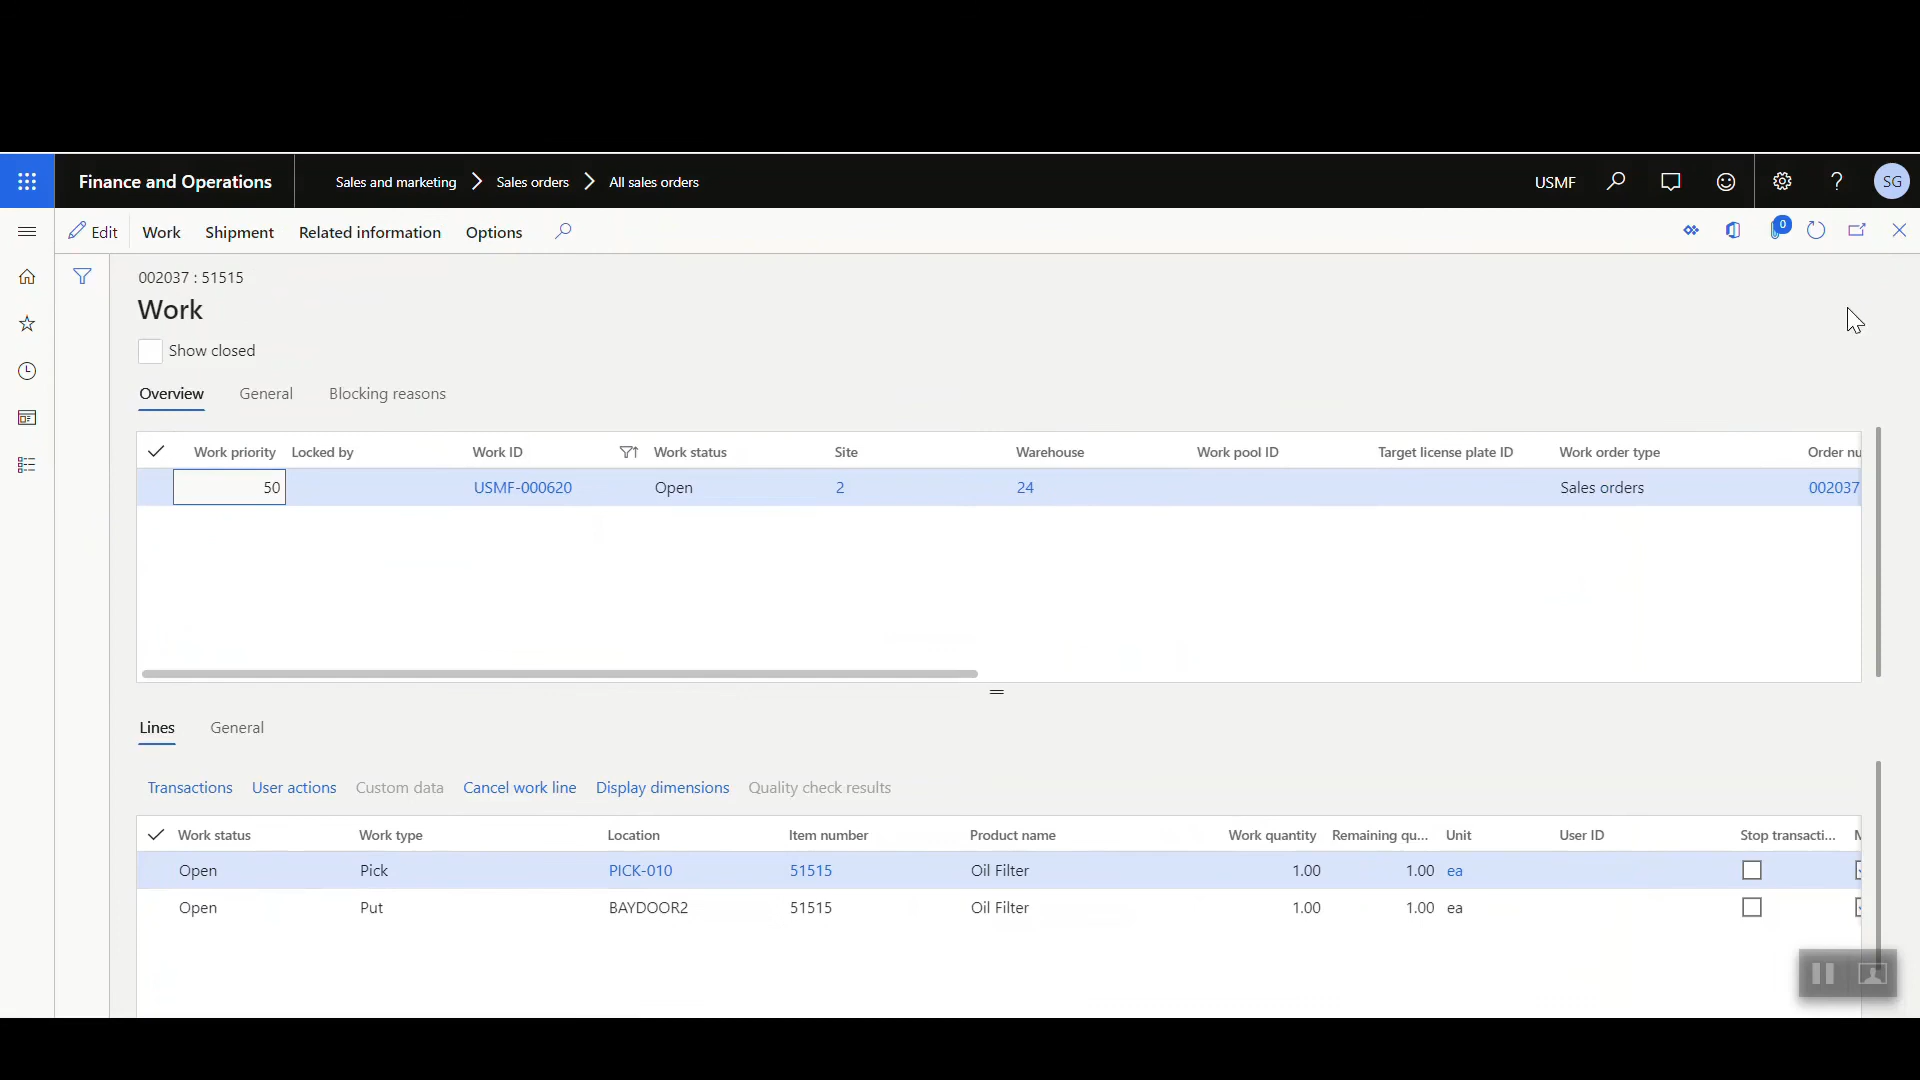 Finance and Operations Sales and marketing Sales orders All sales orders USMF ? SG
Edit Work Shipment Related information Options 0
002037 : 51515
Work
Show closed
Overview General Blocking reasons
Work priority Locked by Work ID Work status Site Warehouse Work pool ID Target license plate ID Work order type Order nu
50 USMF-000620 Open 2 24 Sales orders 002037
Lines General
Transactions User actions Custom data Cancel work line Display dimensions Quality check results
Work status Work type Location Item number Product name Work quantity Remaining qu... Unit User ID Stop transacti...
Open Pick PICK-010 51515 Oil Filter 1.00 1.00 ea
Open Put BAYDOOR2 51515 Oil Filter 1.00 1.00 ea